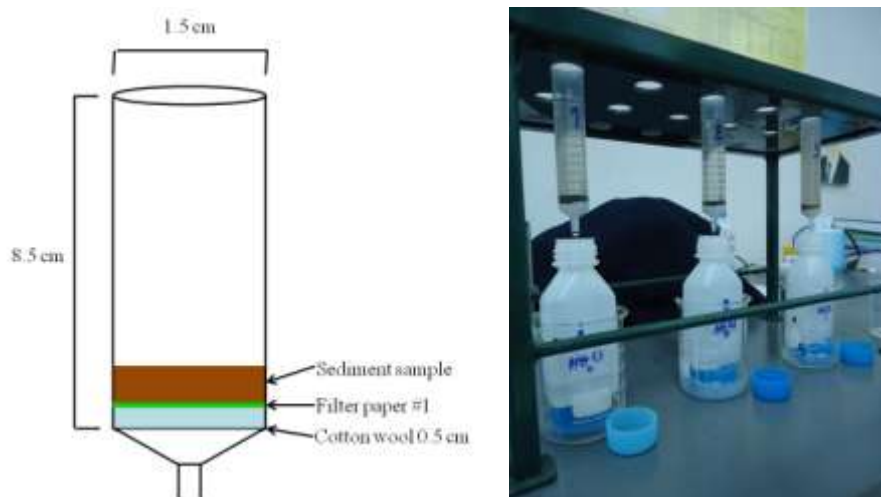 1.5 cm
8.5 cm
Sediment sample
Filter paper #1
Cotton wool 0.5 cm